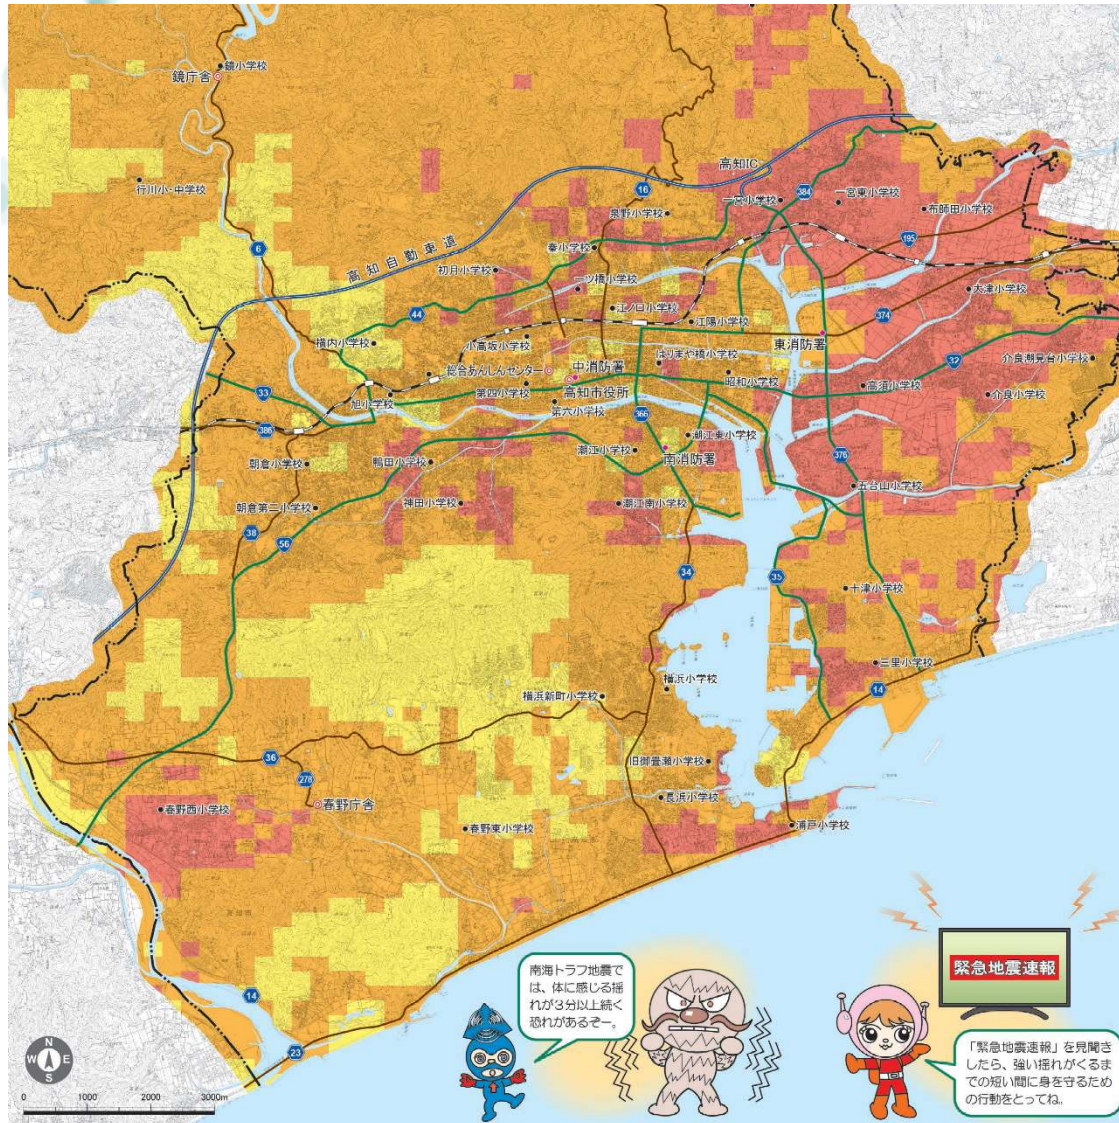 鏡小学校
鏡庁舎
行川小・中学校
高知IC
16
384
一宮小学校
一宮東小学校
布師田小学校
泉野小学校
195
6
高知自動車道
秦小学校
初月小学校
一ツ橋小学校
大津小学校
44
江ノ口小学校
江陽小学校
374
横内小学校
小高坂小学校
東消防署
32
はりまや橋小学校
介良潮見台小学校
総合あんしんセンター
中消防署
昭和小学校
33
第四小学校
高知市役所
高須小学校
介良小学校
旭小学校
第六小学校
366
386
潮江東小学校
潮江小学校
南消防署
376
朝倉小学校
鴨田小学校
五台山小学校
朝倉第二小学校
神田小学校
潮江南小学校
38
56
34
35
十津小学校
三里小学校
横浜小学校
14
横浜新町小学校
36
旧御畳瀬小学校
278
長浜小学校
春野西小学校
春野庁舎
春野東小学校
浦戸小学校
14
23
N
W
E
S
0
1000
2000
3000m
南海トラフ地震で
は、体に感じる揺
れが3分以上続く
恐れがあるぞー。
緊急地震速報
「緊急地震速報」を見聞き
したら、強い揺れがくるま
での短い間に身を守るため
の行動をとってね。